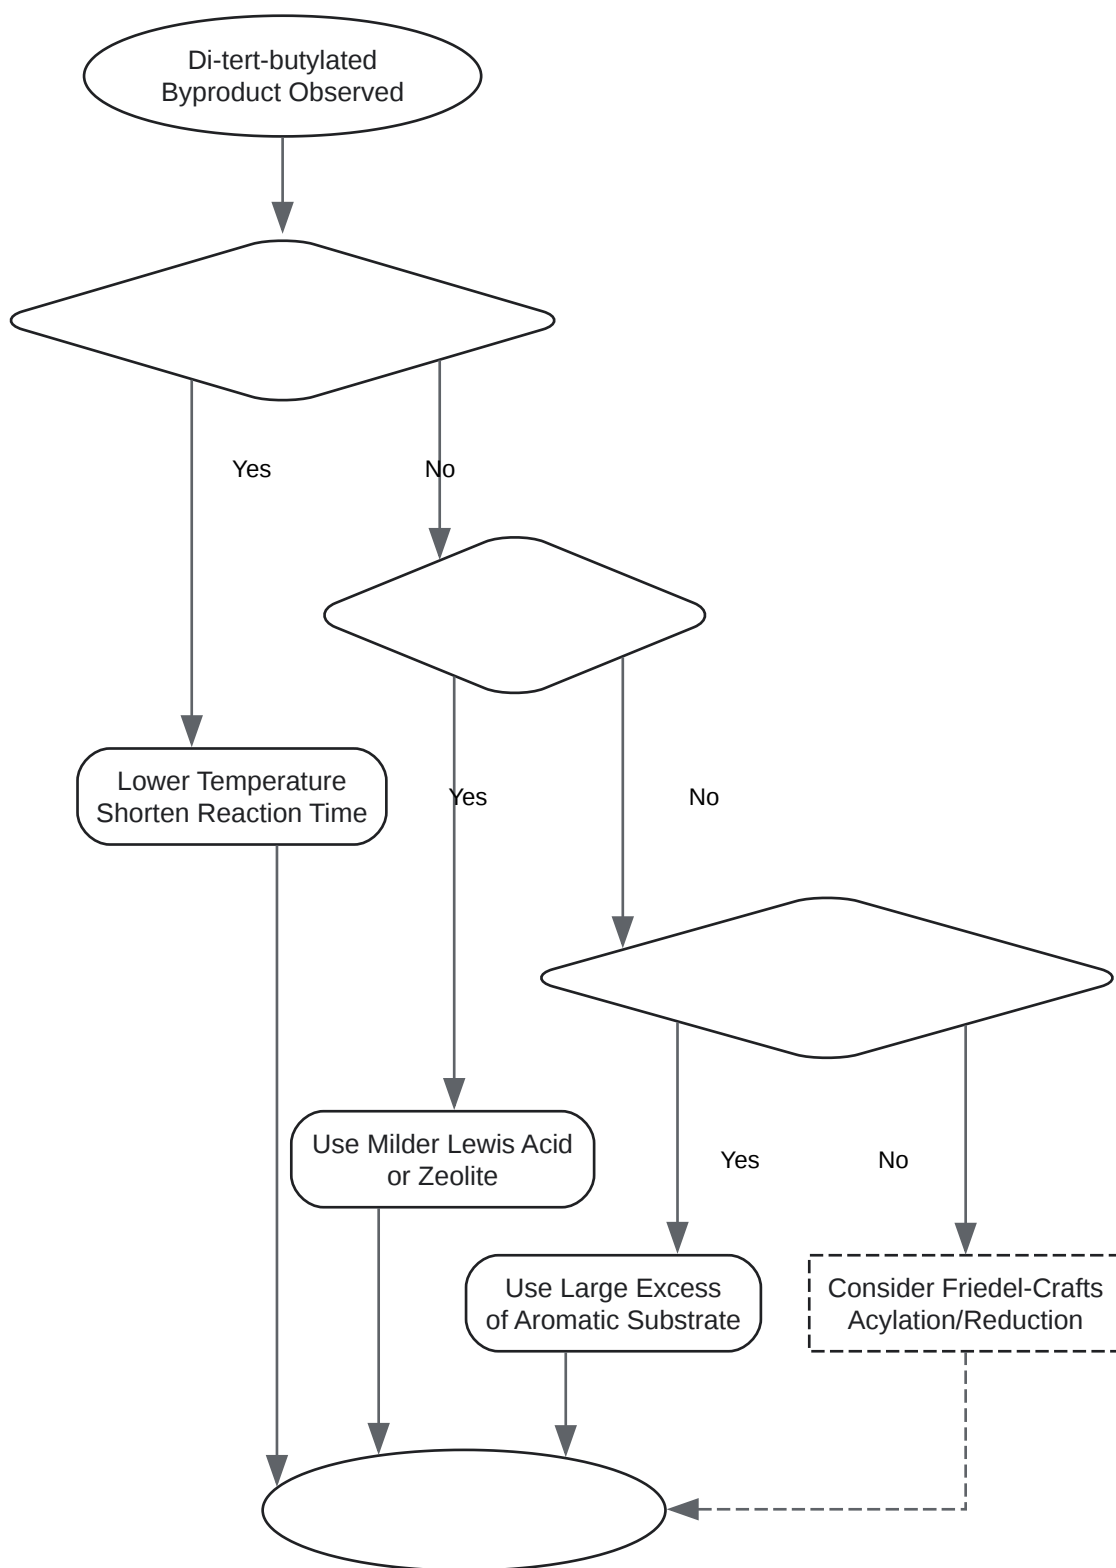 Di-tert-butylated
Byproduct Observed
Yes
No
Lower Temperature
Shorten Reaction Time
Yes
No
Use Milder Lewis Acid
or Zeolite
Yes
No
Use Large Excess
of Aromatic Substrate
Consider Friedel-Crafts
Acylation/Reduction